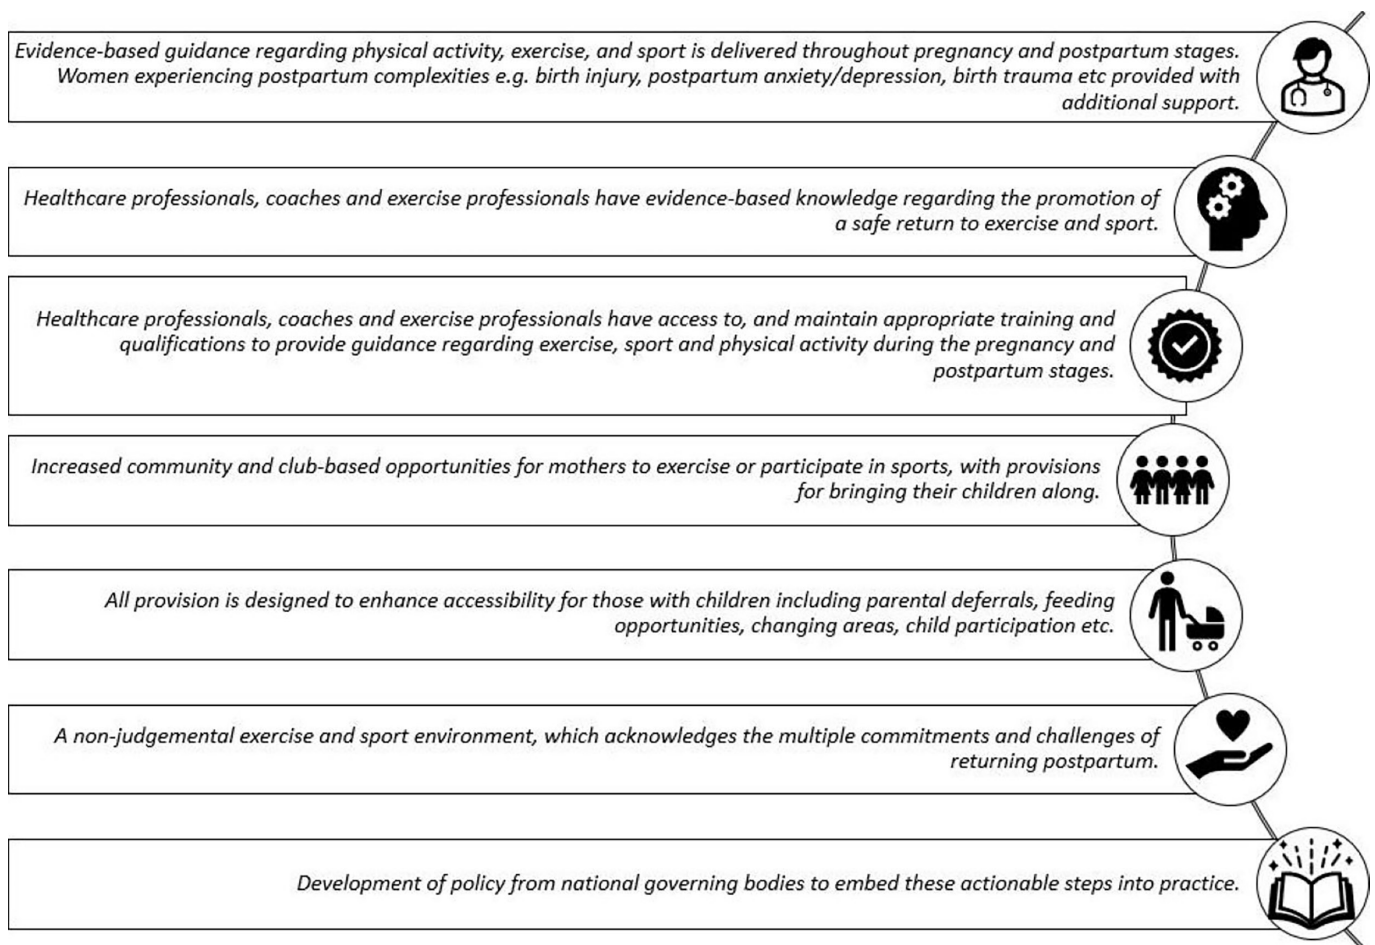 Evidence-based guidance regarding physical activity, exercise, and sport is delivered throughout pregnancy and postpartum stages.
Women experiencing postpartum complexities e.g. birth injury, postpartum anxiety/depression, birth trauma etc provided with
additional support.
Healthcare professionals, coaches and exercise professionals have evidence-based knowledge regarding the promotion of
a safe return to exercise and sport.
Healthcare professionals, coaches and exercise professionals have access to, and maintain appropriate training and
qualifications to provide guidance regarding exercise, sport and physical activity during the pregnancy and
postpartum stages.
Increased community and club-based opportunities for mothers to exercise or participate in sports, with provisions
for bringing their children along.
All provision is designed to enhance accessibility for those with children including parental deferrals, feeding
opportunities, changing areas, child participation etc.
A non-judgemental exercise and sport environment, which acknowledges the multiple commitments and challenges of
returning postpartum.
Development of policy from national governing bodies to embed these actionable steps into practice.